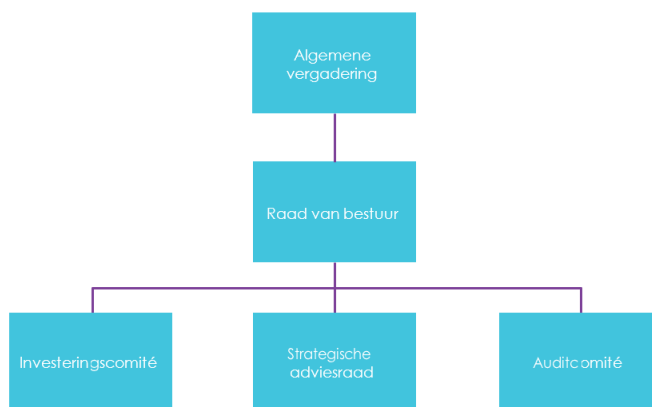 Algemene
vergadering
Raad van bestuur
Investeringscomité
Strategische
adviesraad
Auditcomité